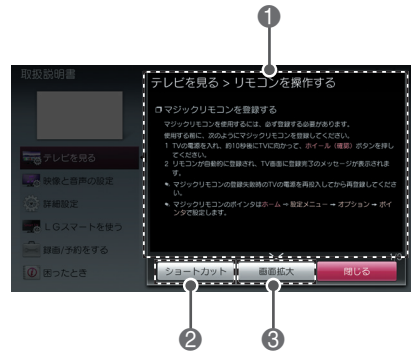 1
取扱説明書
テレビを見る
映像と音声の設定
詳細設定
LGスマートを使う
録画/予約をする
困ったとき
テレビを見る > リモコンを操作する
マジックリモコンを登録する
マジックリモコンを使用するには、必ず登録する必要があります。
使用する前に、次のようにマジックリモコンを登録してください。
1 TVの電源を入れ、約10秒後にTVに向かって、ホイール（確認）ボタンを押し
てください。
2 リモコンが自動的に登録され、TV画面に登録完了のメッセージが表示されま
す。
マジックリモコンの登録失敗時のTVの電源を再投入してから再登録してくださ
い。
マジックリモコンのポインタはホーム ➡ 設定メニュー ➡ オプション ➡ ポイ
ンタで設定します。
ショートカット
画面拡大
閉じる
2
3